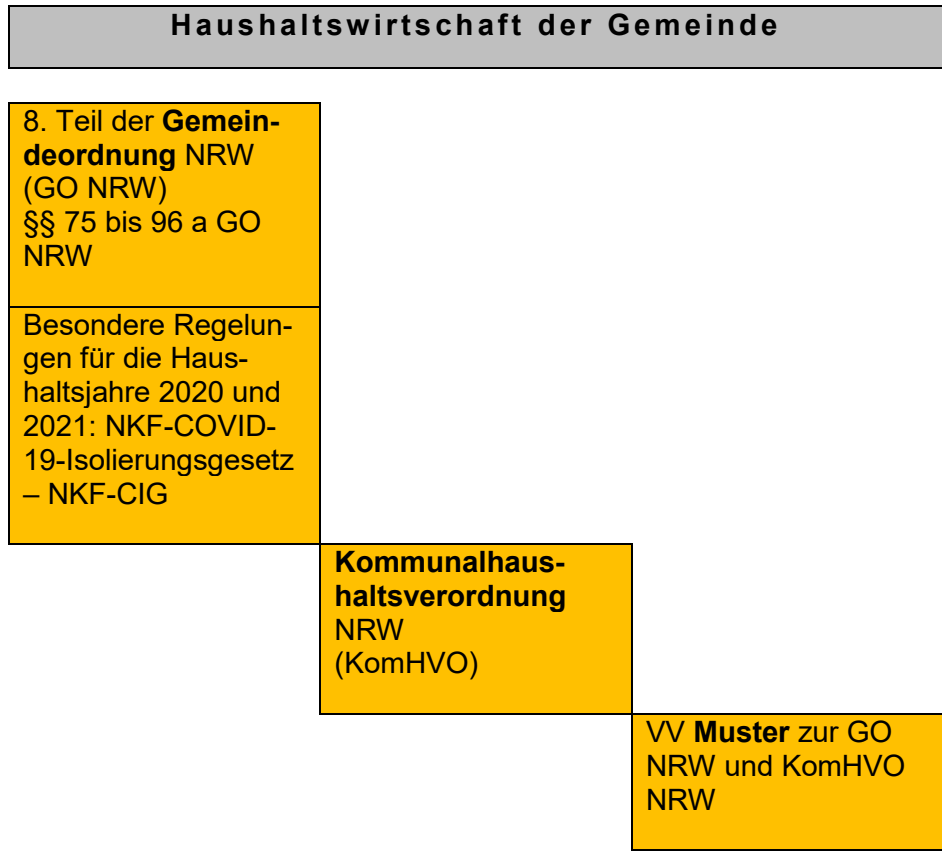 Haushaltswirtschaft der Gemeinde
8. Teil der Gemein-
deordnung NRW
(GO NRW)
§§ 75 bis 96 a GO
NRW
Besondere Regelun-
gen für die Haus-
haltsjahre 2020 und
2021: NKF-COVID-
19-Isolierungsgesetz
– NKF-CIG
Kommunalhaus-
haltsverordnung
NRW
(KomHVO)
VV Muster zur GO
NRW und KomHVO
NRW